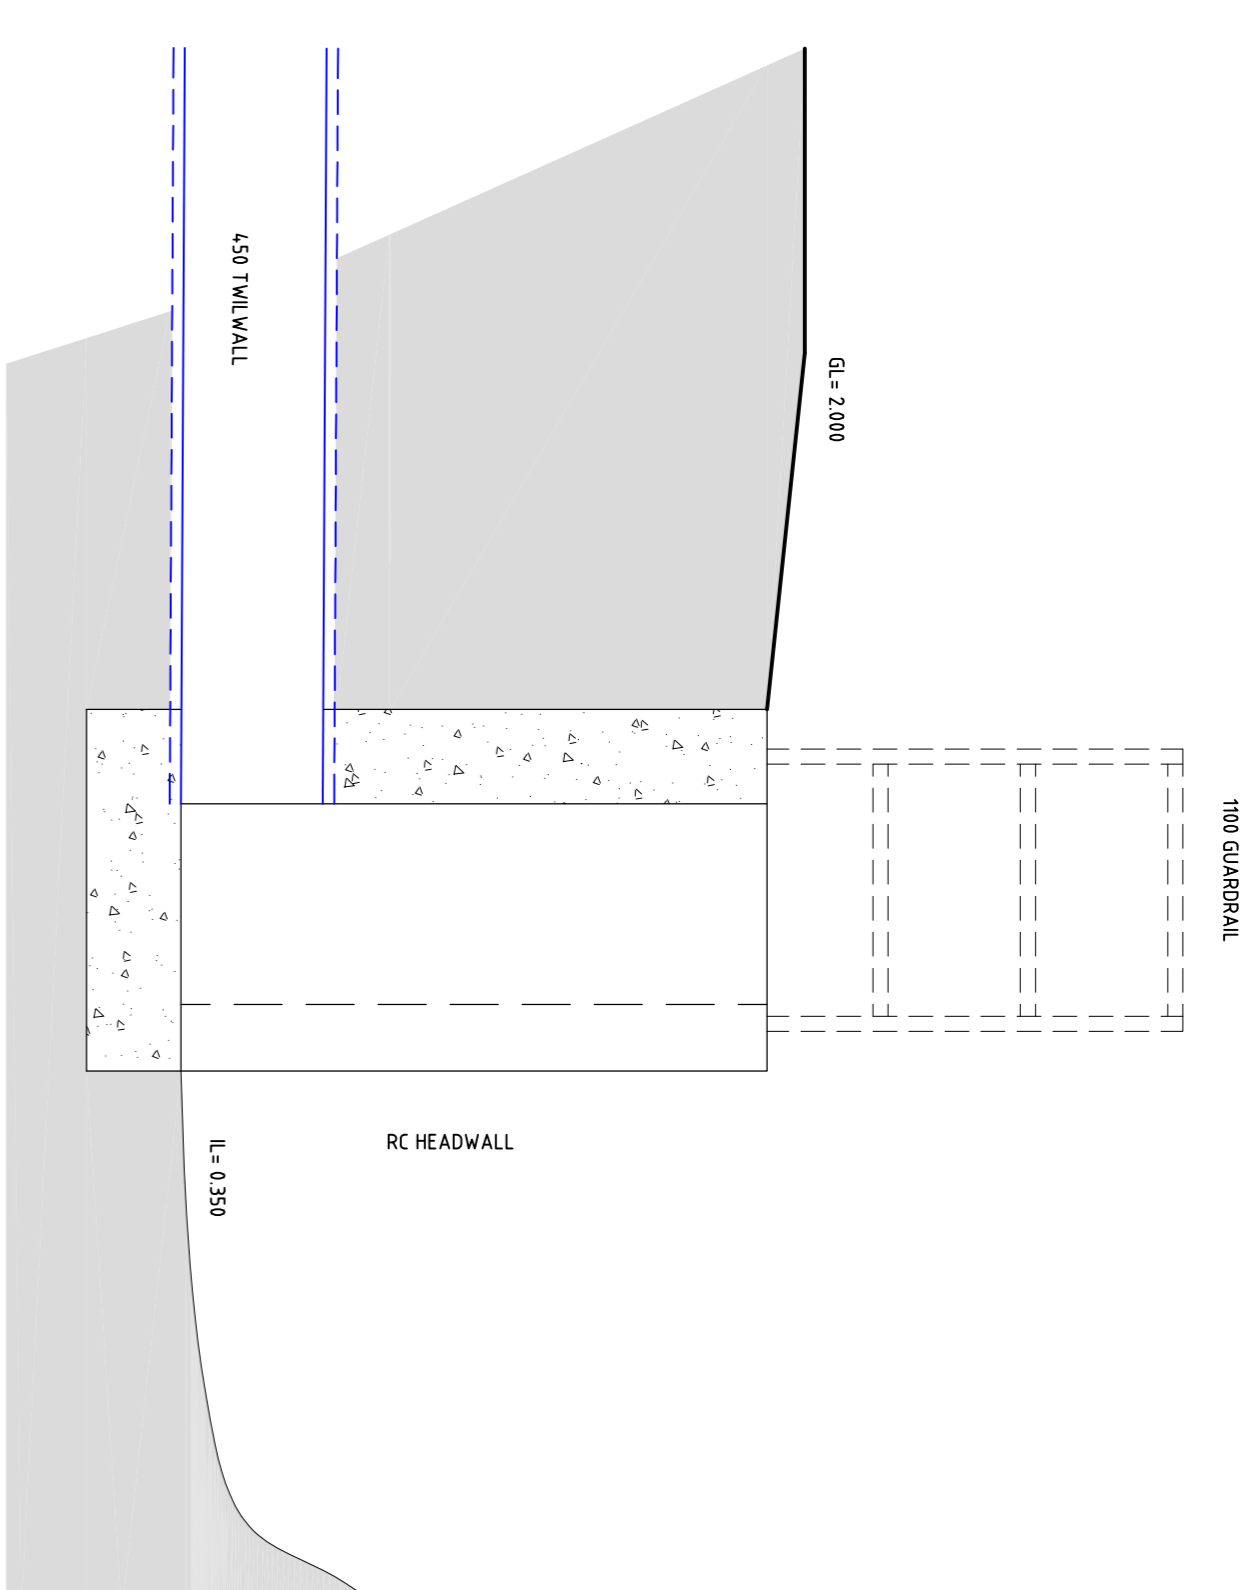 450 TWILWALL
GL= 2.000
1100 GUARDRAIL
RC HEADWALL
IL= 0.350